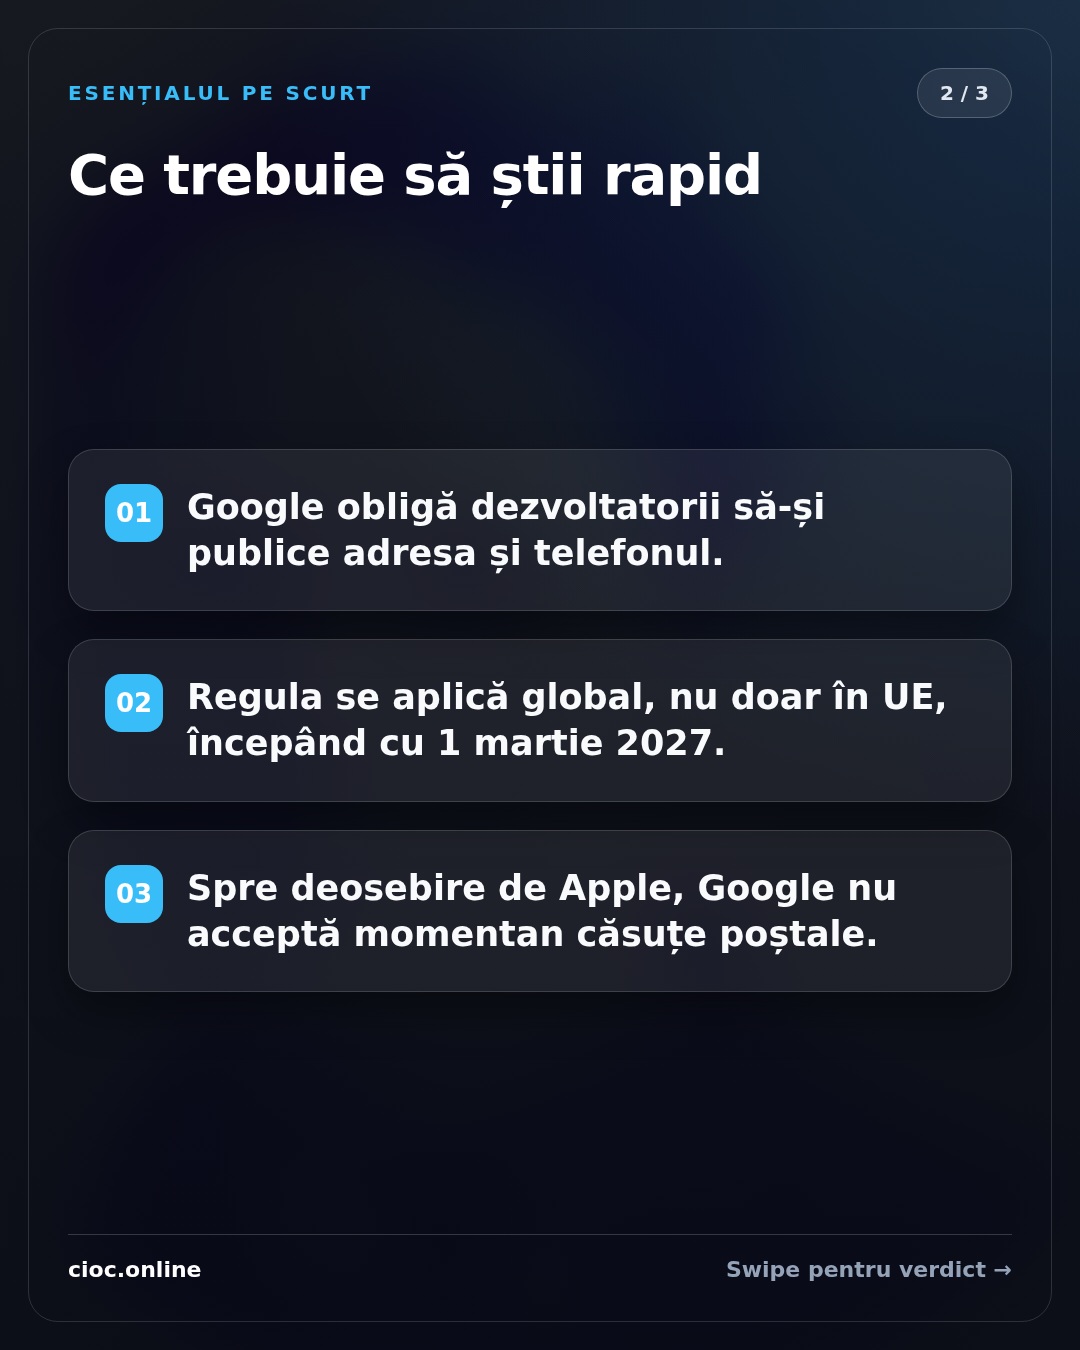 ESENȚIALUL PE SCURT
2 / 3
Ce trebuie să știi rapid
01
Google obligă dezvoltatorii să-și
publice adresa și telefonul.
02
Regula se aplică global, nu doar în UE,
începând cu 1 martie 2027.
03
Spre deosebire de Apple, Google nu
acceptă momentan căsuțe poștale.
cioc.online
Swipe pentru verdict →